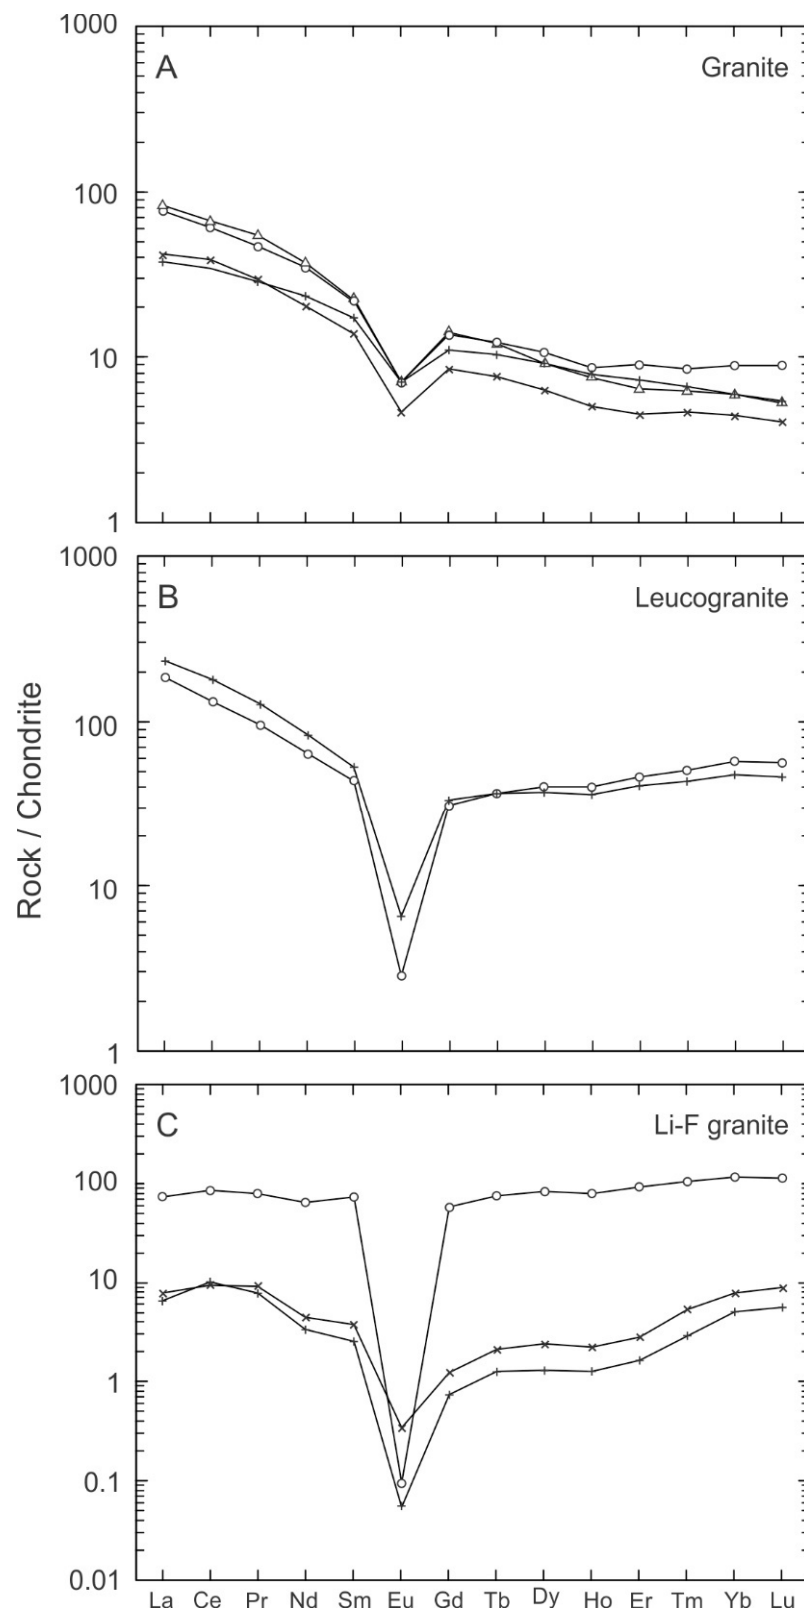 1000
A
Granite
100
10
1
1000
B
Leucogranite
100
10
1
Rock / Chondrite
1000
C
Li-F granite
100
10
1
0.1
0.01
La Ce Pr Nd Sm Eu Gd Tb Dy Ho Er Tm Yb Lu